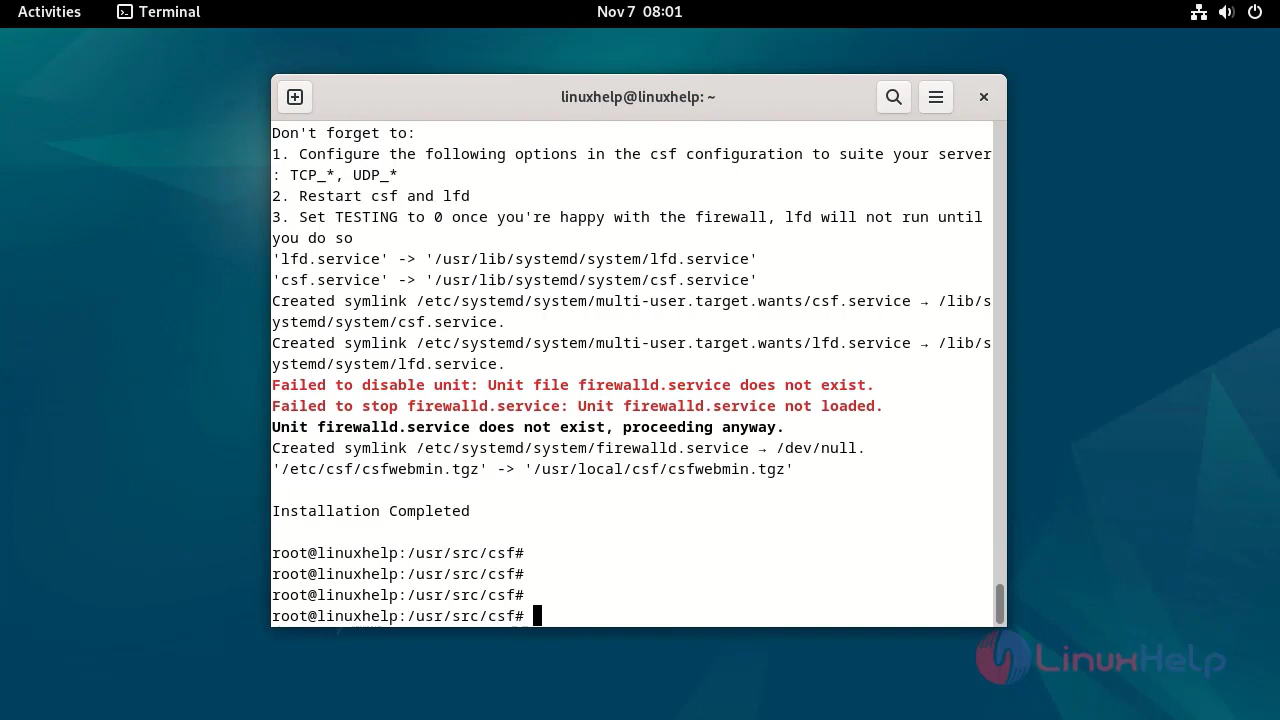 Activities Terminal Nov 7 08:01
linuxhelp@linuxhelp: ~
Don't forget to:
1. Configure the following options in the csf configuration to suite your server
: TCP_*, UDP_*
2. Restart csf and lfd
3. Set TESTING to 0 once you're happy with the firewall, lfd will not run until
you do so
'lfd.service' -> '/usr/lib/systemd/system/lfd.service'
'csf.service' -> '/usr/lib/systemd/system/csf.service'
Created symlink /etc/systemd/system/multi-user.target.wants/csf.service → /lib/s
ystemd/system/csf.service.
Created symlink /etc/systemd/system/multi-user.target.wants/lfd.service → /lib/s
ystemd/system/lfd.service.
Failed to disable unit: Unit file firewalld.service does not exist.
Failed to stop firewalld.service: Unit firewalld.service not loaded.
Unit firewalld.service does not exist, proceeding anyway.
Created symlink /etc/systemd/system/firewalld.service → /dev/null.
'/etc/csf/csfwebmin.tgz' -> '/usr/local/csf/csfwebmin.tgz'
Installation Completed
root@linuxhelp:/usr/src/csf#
root@linuxhelp:/usr/src/csf#
root@linuxhelp:/usr/src/csf#
root@linuxhelp:/usr/src/csf#
LinuxHelp